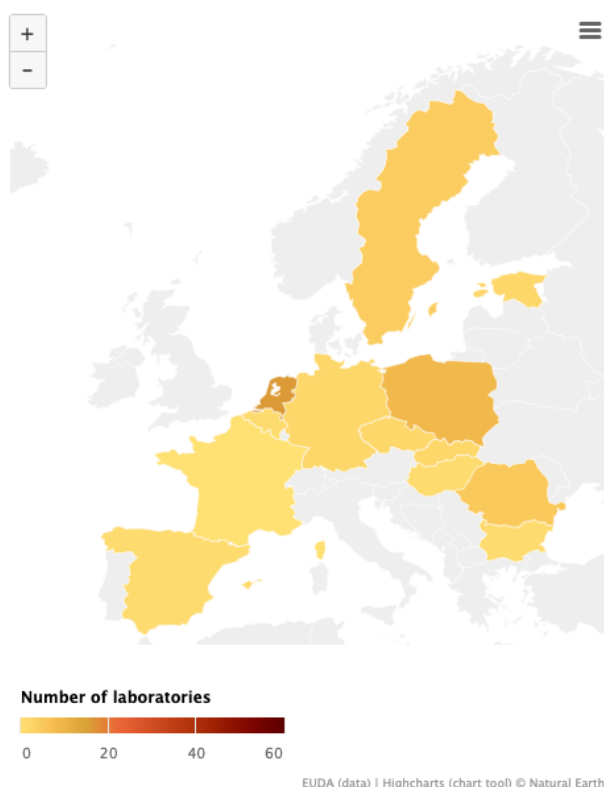 +
−
Number of laboratories
0 20 40 60
EUDA (data) | Highcharts (chart tool) © Natural Earth